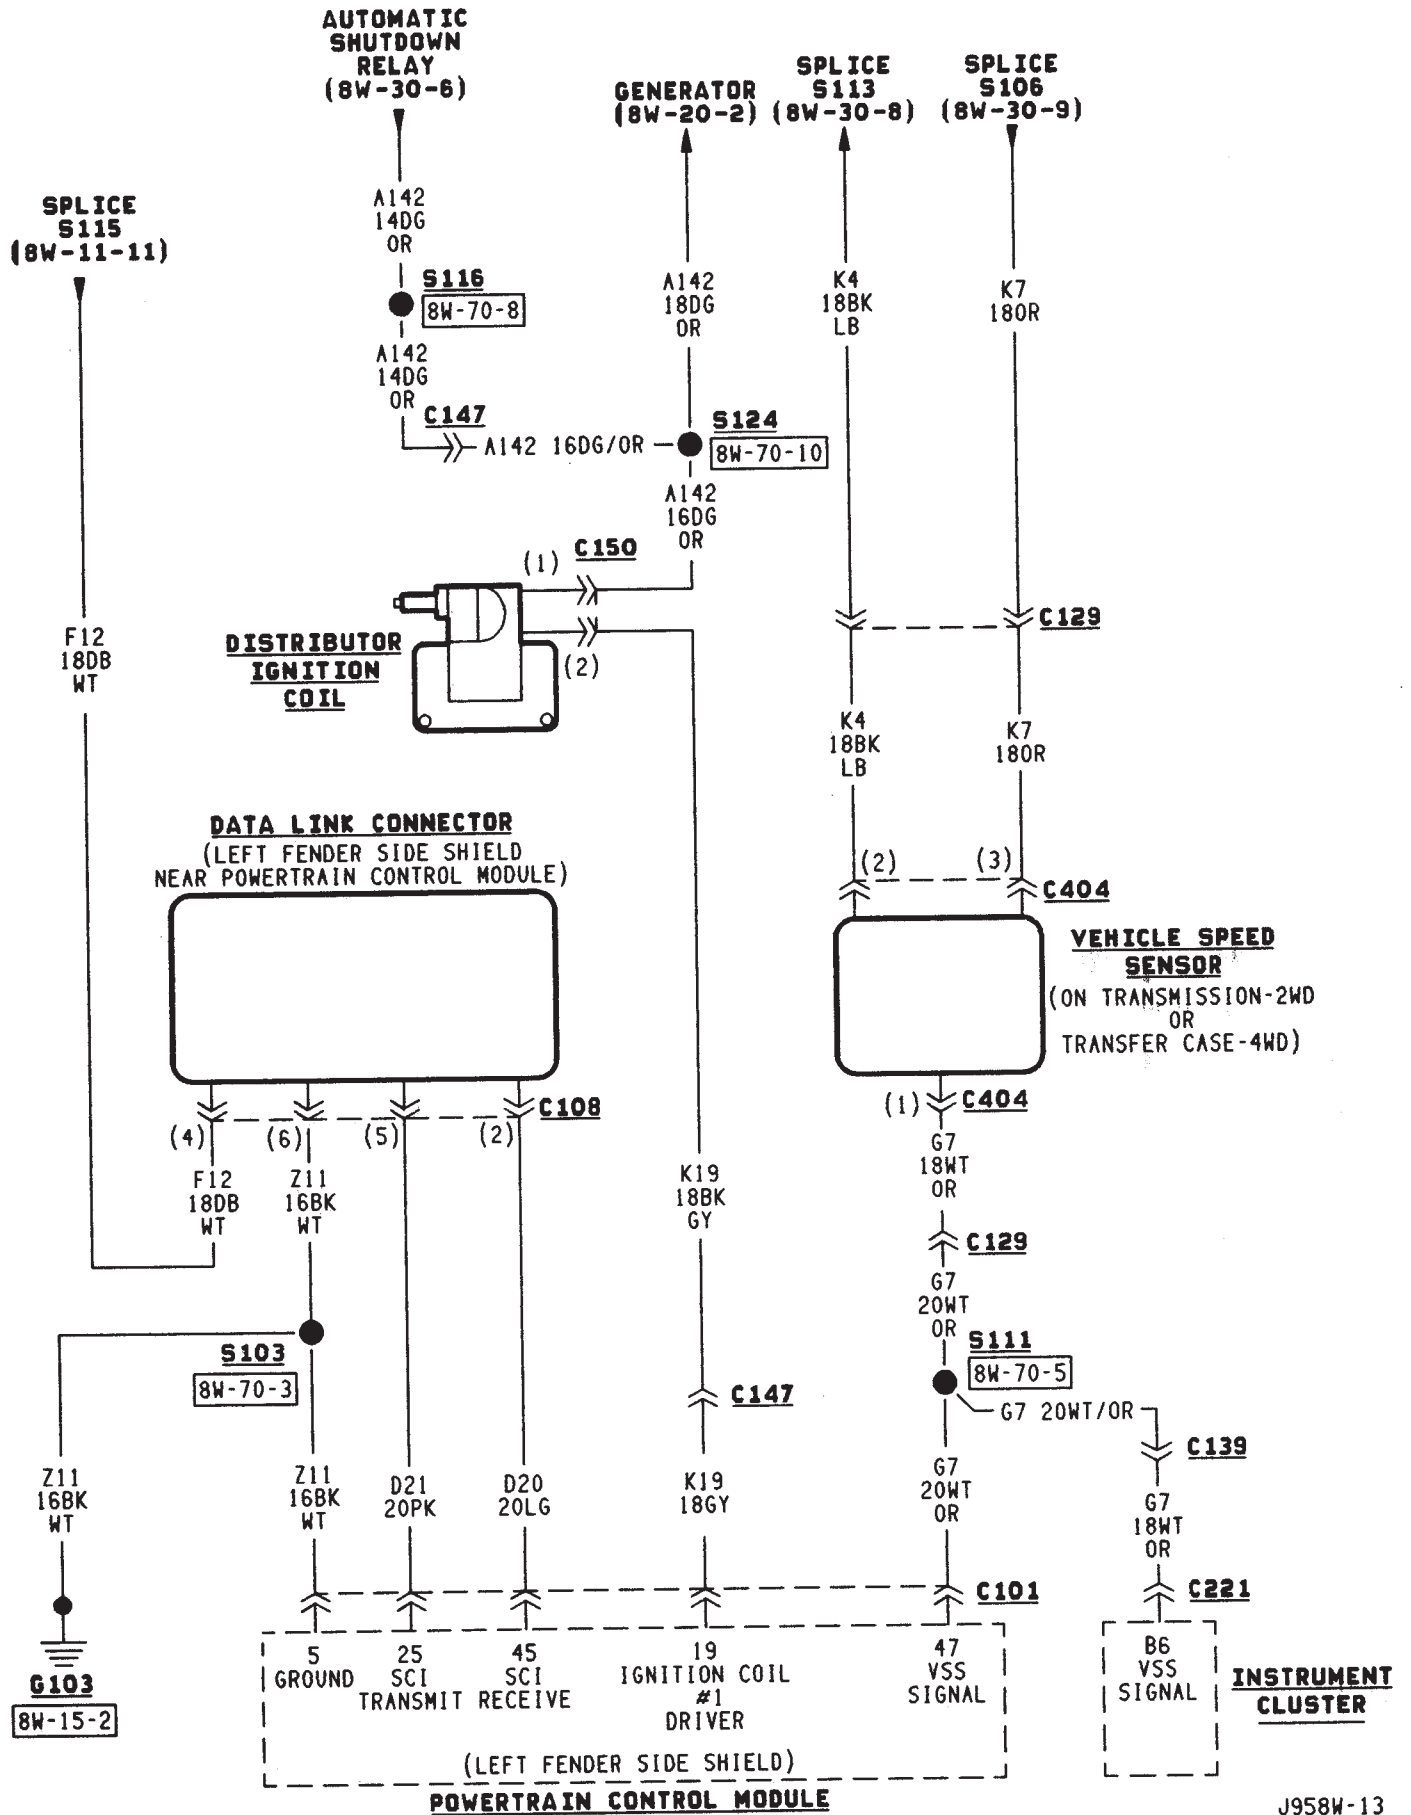 AUTOMATIC
SHUTDOWN
RELAY
(8W-30-6)
GENERATOR
(8W-20-2)
SPLICE
S113
(8W-30-8)
SPLICE
S106
(8W-30-9)
SPLICE
S115
(8W-11-11)
A142
14DG
OR
S116
8W-70-8
A142
14DG
OR
C147
A142 16DG/OR
A142
18DG
OR
S124
8W-70-10
A142
16DG
OR
K4
18BK
LB
K7
18OR
(1)
C150
(2)
DISTRIBUTOR
IGNITION
COIL
F12
18DB
WT
C129
K4
18BK
LB
K7
18OR
DATA LINK CONNECTOR
(LEFT FENDER SIDE SHIELD
NEAR POWERTRAIN CONTROL MODULE)
(2)
(3)
C404
VEHICLE SPEED
SENSOR
(ON TRANSMISSION-2WD
OR
TRANSFER CASE-4WD)
(4)
(6)
(5)
(2)
C108
(1)
C404
F12
18DB
WT
Z11
16BK
WT
K19
18BK
GY
G7
18WT
OR
C129
G7
20WT
OR
S103
8W-70-3
S111
8W-70-5
G7 20WT/OR
C147
C139
Z11
16BK
WT
Z11
16BK
WT
D21
20PK
D20
20LG
K19
18GY
G7
20WT
OR
G7
18WT
OR
C101
C221
G103
8W-15-2
5
GROUND
25
SCI
TRANSMIT
45
SCI
RECEIVE
19
IGNITION COIL
#1
DRIVER
47
VSS
SIGNAL
B6
VSS
SIGNAL
INSTRUMENT
CLUSTER
(LEFT FENDER SIDE SHIELD)
POWERTRAIN CONTROL MODULE
J958W-13